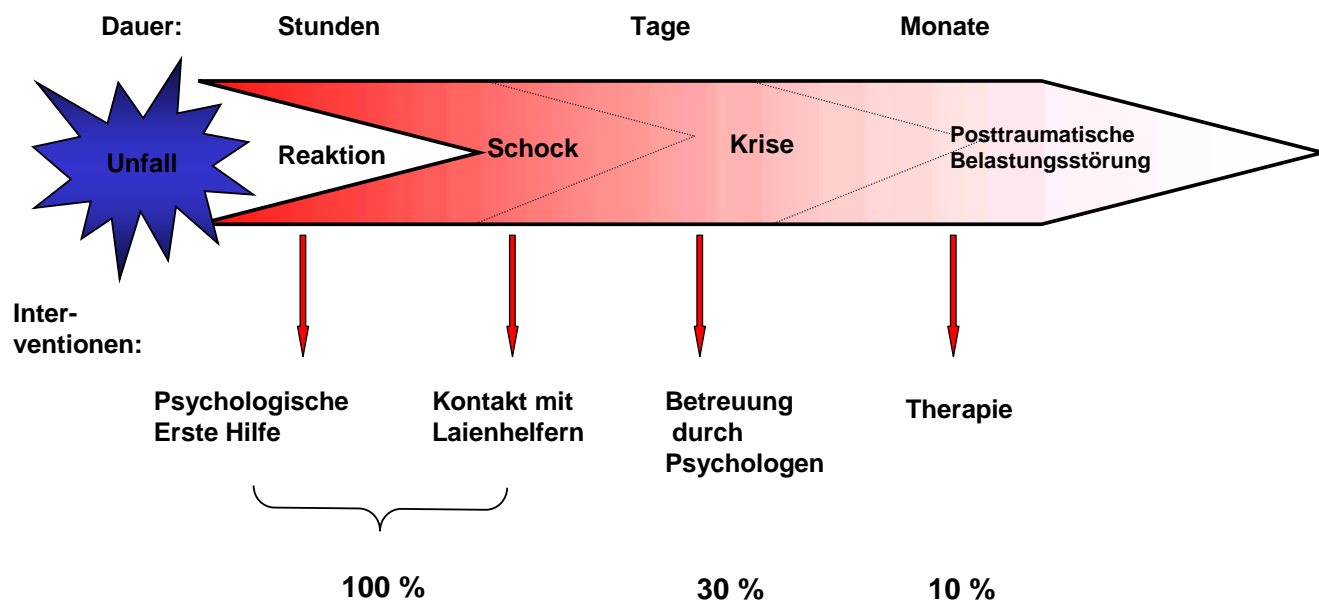 Dauer: Stunden Tage Monate
Unfall Reaktion Schock Krise Posttraumatische
Belastungsstörung
Inter-
ventionen:
Psychologische
Erste Hilfe
Kontakt mit
Laienhelfern
Betreuung
durch
Psychologen
Therapie
100 % 30 % 10 %